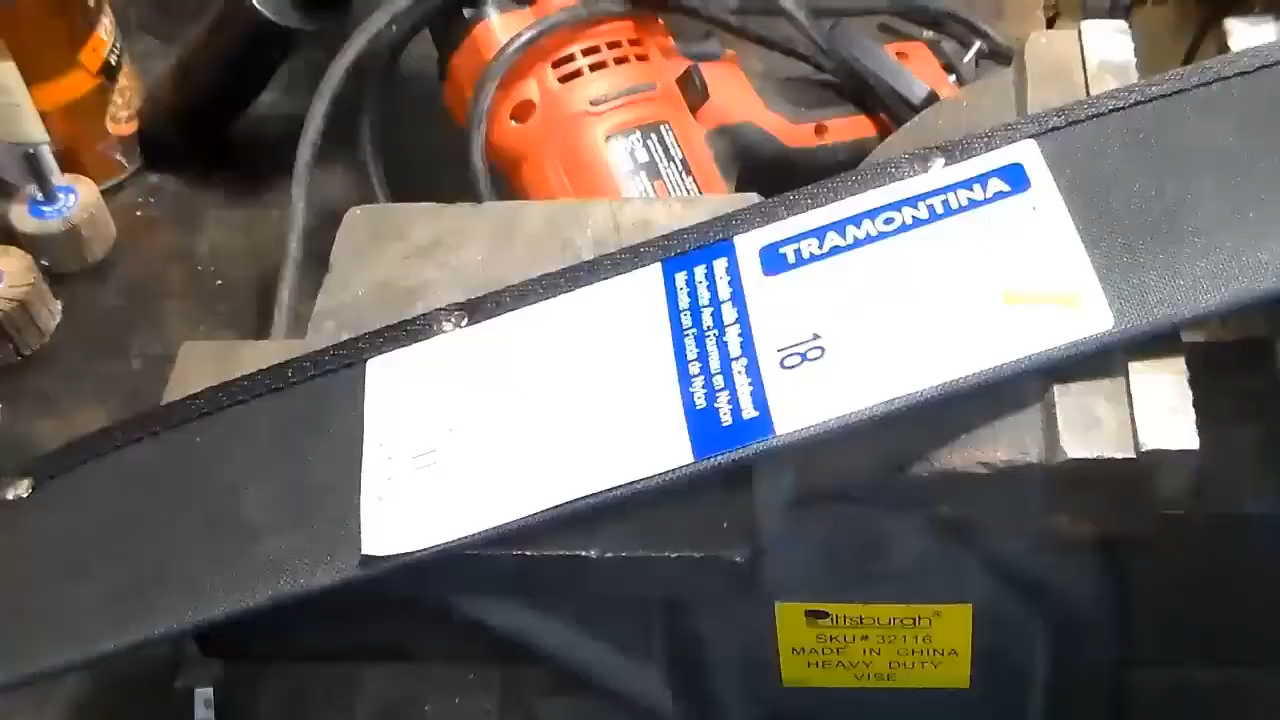 TRAMONTINA
18
Machete with Nylon Scabbard
Machette Avec Fourreau en Nylon
Machete con Funda de Nylon
Pittsburgh®
SKU# 32116
MADE IN CHINA
HEAVY DUTY
VISE